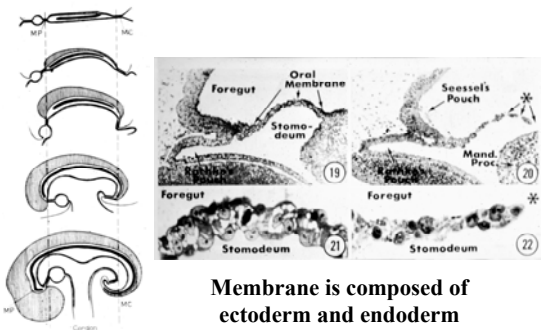 MP MC
Foregut
Oral
Membrane
Stomo-
deum
Rathke's
Pouch
19
Seessel's
Pouch
*
Mand.
Proc.
Rathke's
Pouch
20
Foregut
Stomodeum
21
Foregut
*
Stomodeum
22
MP MC
Membrane is composed of
ectoderm and endoderm